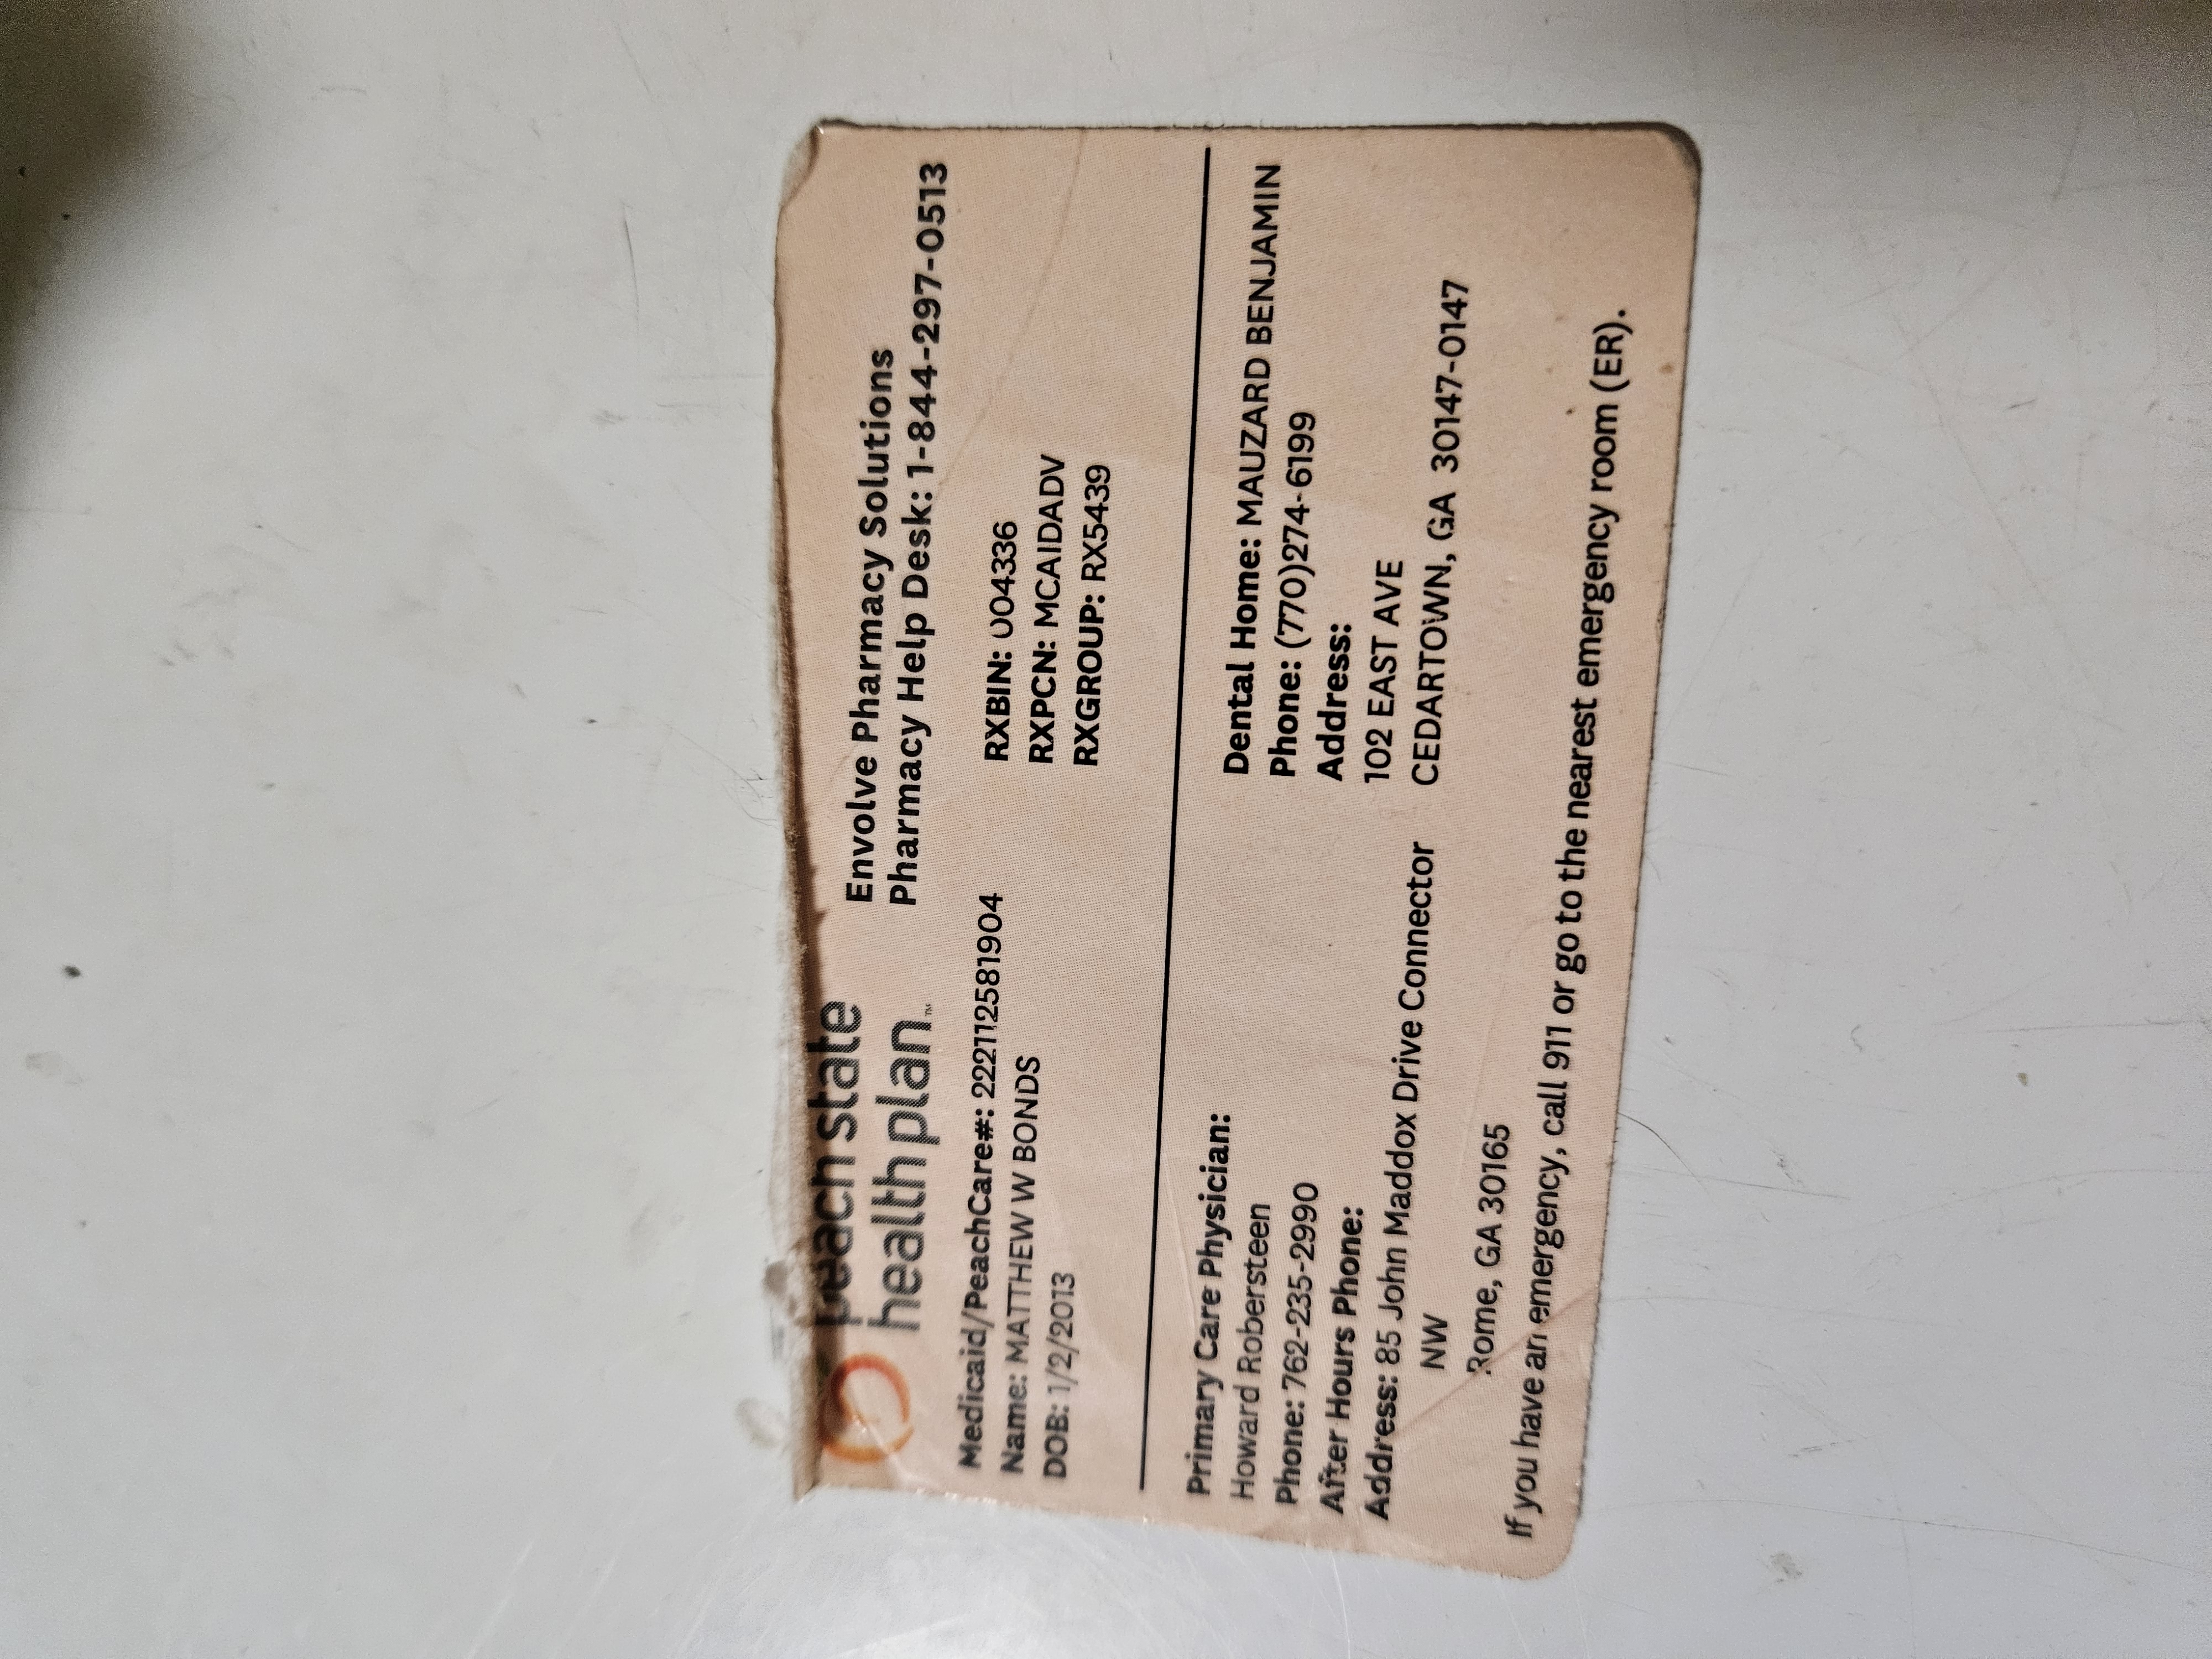 peach state
health plan™
Envolve Pharmacy Solutions
Pharmacy Help Desk: 1-844-297-0513
Medicaid/PeachCare#: 222112581904
Name: MATTHEW W BONDS
DOB: 1/2/2013
RXBIN: 004336
RXPCN: MCAIDADV
RXGROUP: RX5439
Primary Care Physician:
Howard Robersteen
Phone: 762-235-2990
After Hours Phone:
Address: 85 John Maddox Drive Connector
NW
Rome, GA 30165
Dental Home: MAUZARD BENJAMIN
Phone: (770)274-6199
Address:
102 EAST AVE
CEDARTOWN, GA 30147-0147
If you have an emergency, call 911 or go to the nearest emergency room (ER).